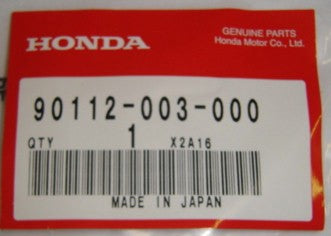 HONDA
GENUINE PARTS
Honda Motor Co., Ltd.
90112-003-000
QTY 1 X2A16
MADE IN JAPAN